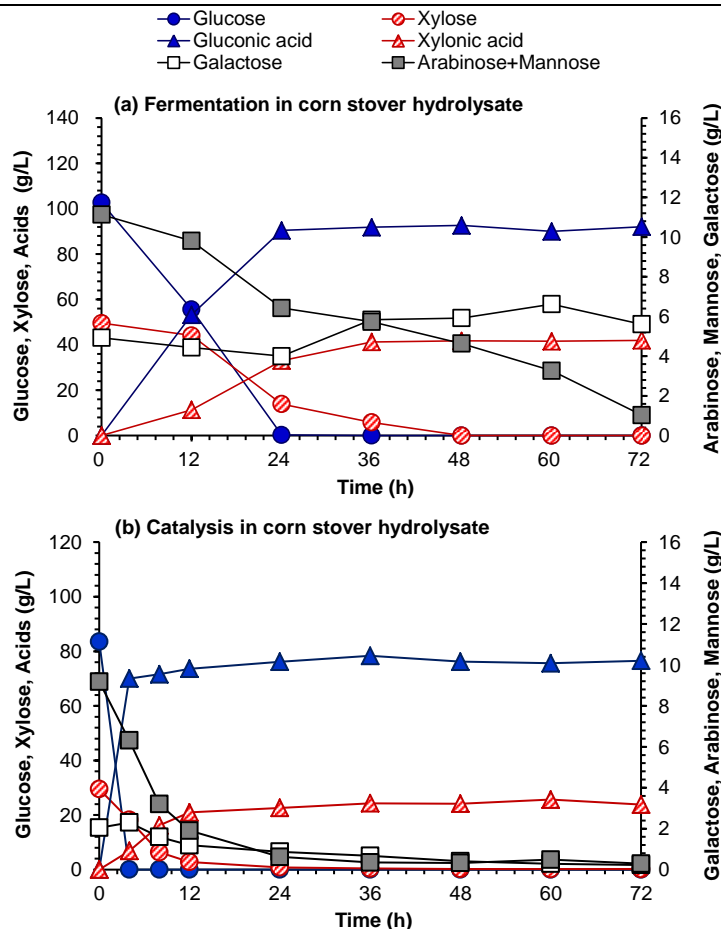 Glucose Xylose
Gluconic acid Xylonic acid
Galactose Arabinose+Mannose
(a) Fermentation in corn stover hydrolysate
Glucose, Xylose, Acids (g/L)
140
120
100
80
60
40
20
0
16
14
12
10
8
6
4
2
0
Arabinose, Mannose, Galactose (g/L)
0 12 24 36 48 60 72
Time (h)
(b) Catalysis in corn stover hydrolysate
Glucose, Xylose, Acids (g/L)
120
100
80
60
40
20
0
16
14
12
10
8
6
4
2
0
Galactose, Arabinose, Mannose (g/L)
0 12 24 36 48 60 72
Time (h)